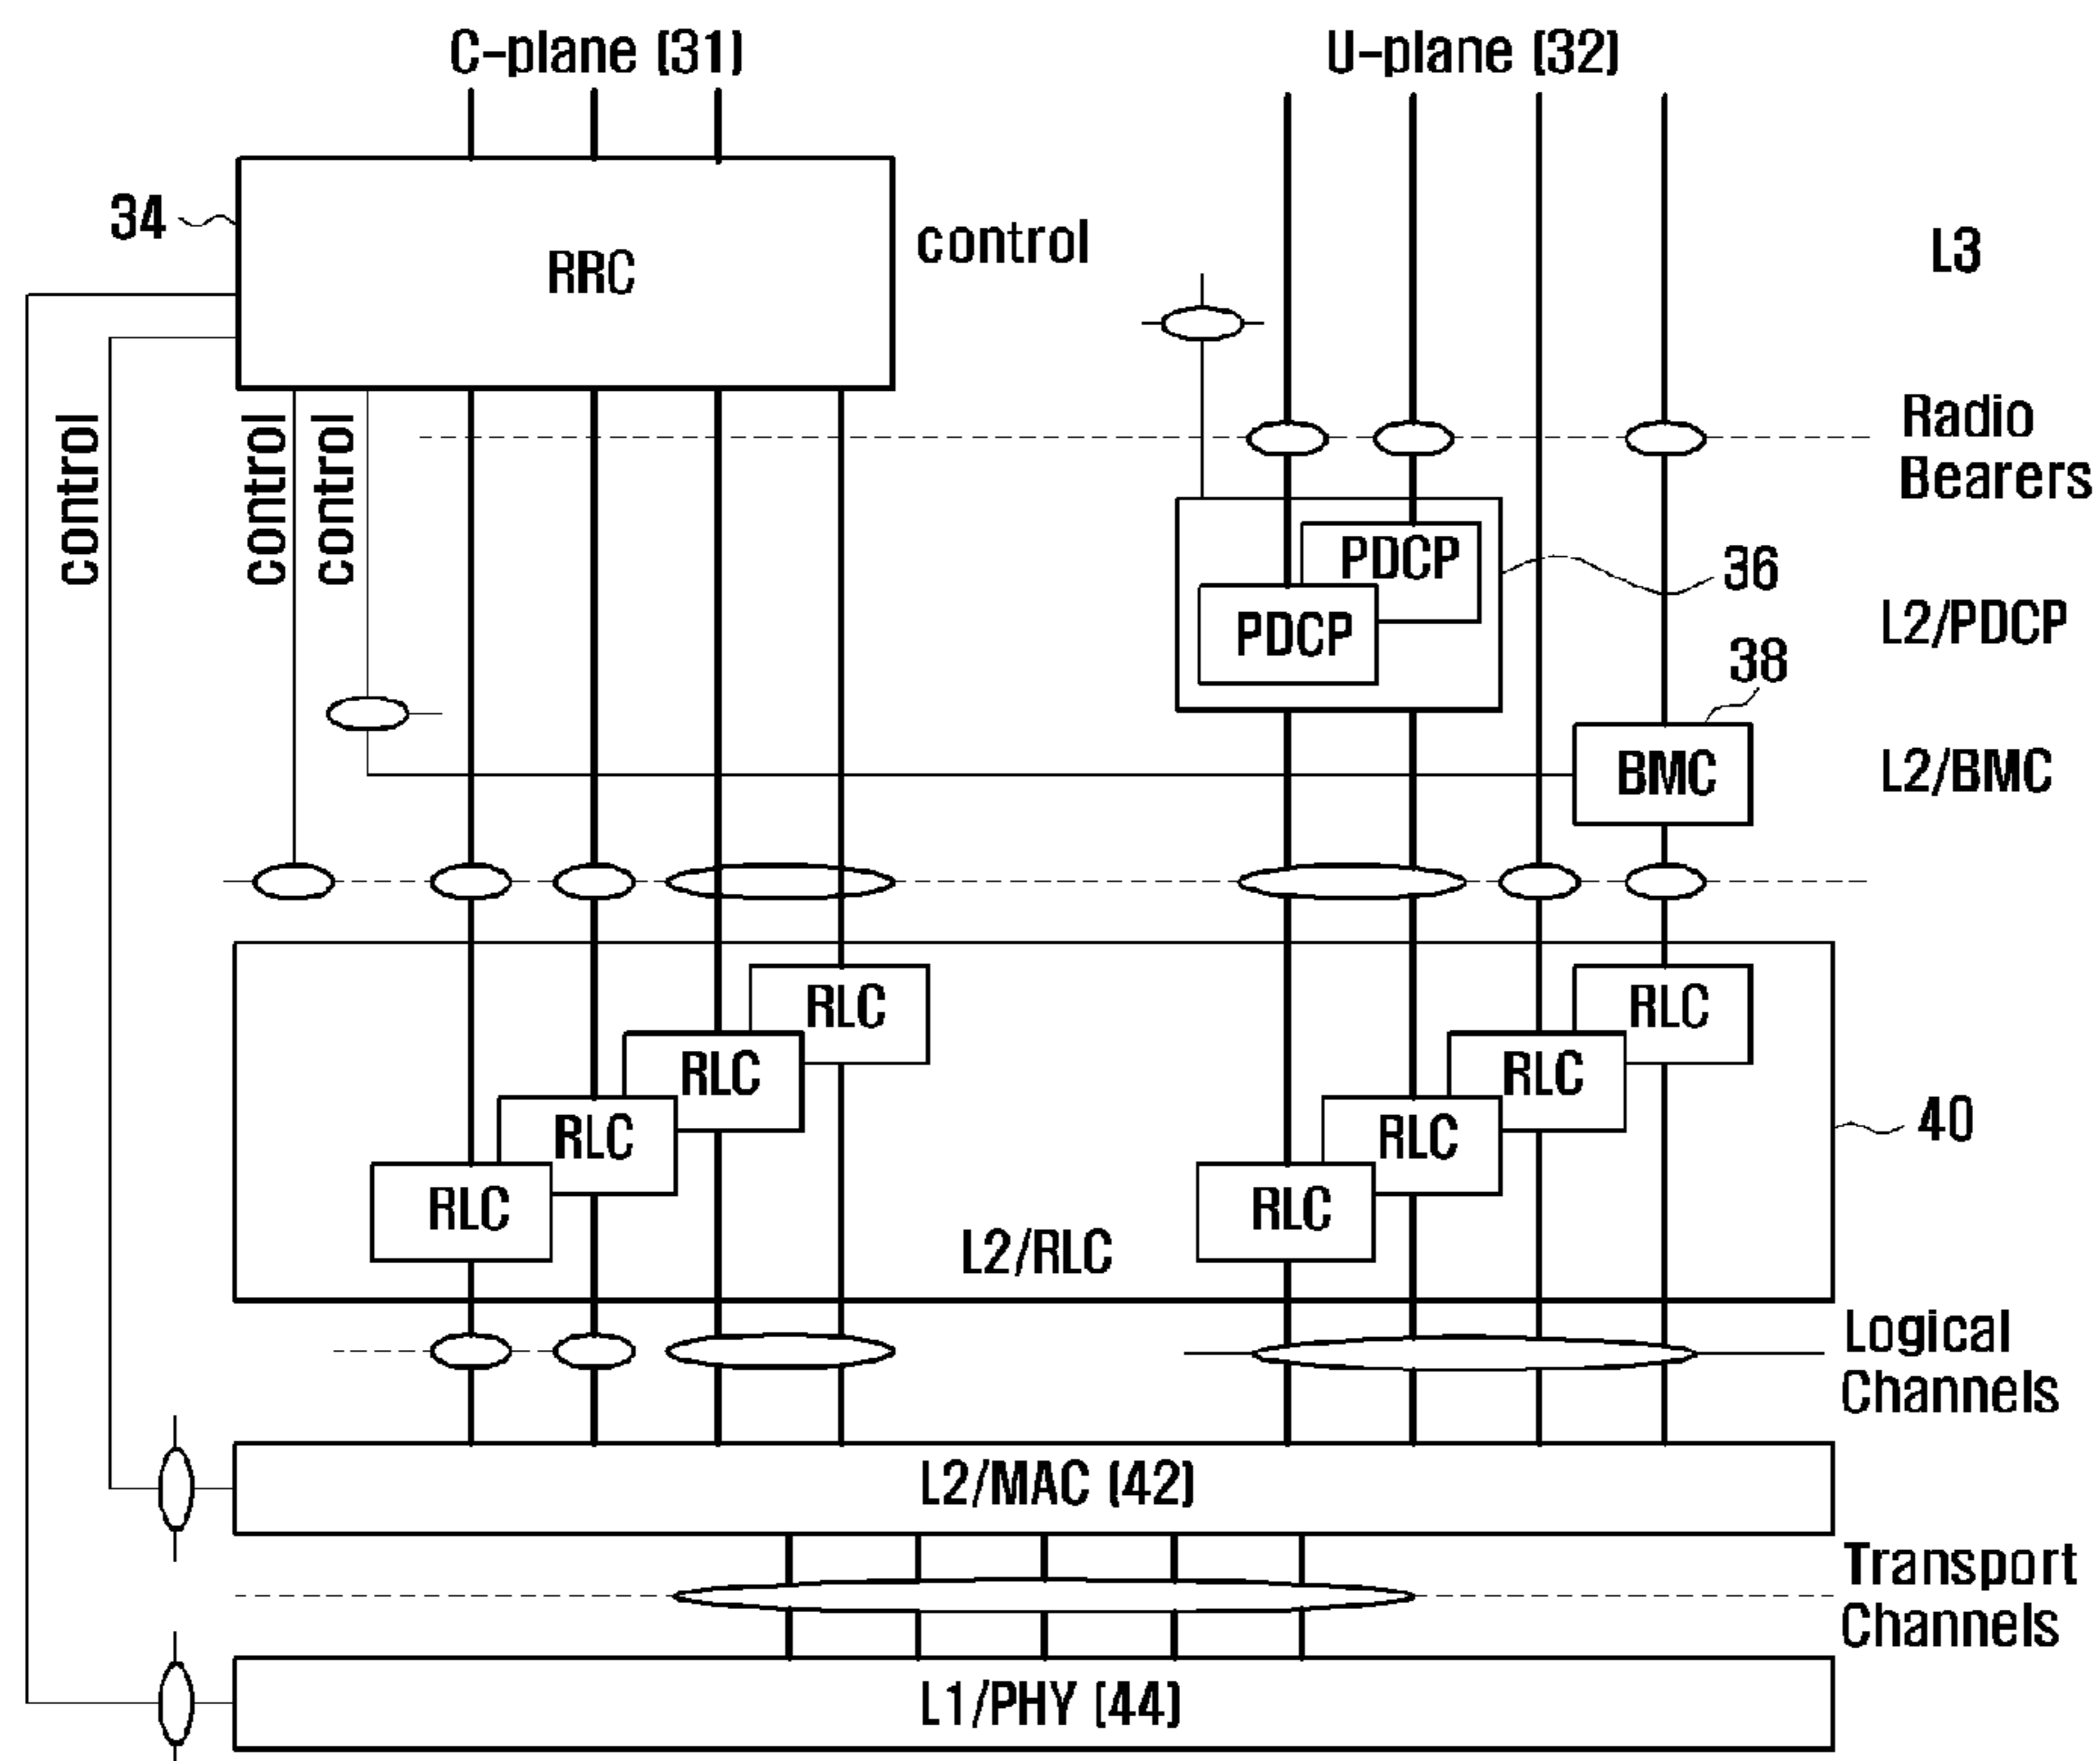 C-plane (31)
U-plane (32)
34
RRC
control
L3
control
control
control
Radio
Bearers
PDCP
PDCP
36
L2/PDCP
38
BMC
L2/BMC
RLC
RLC
RLC
RLC
RLC
RLC
RLC
RLC
40
L2/RLC
Logical
Channels
L2/MAC (42)
Transport
Channels
L1/PHY (44)